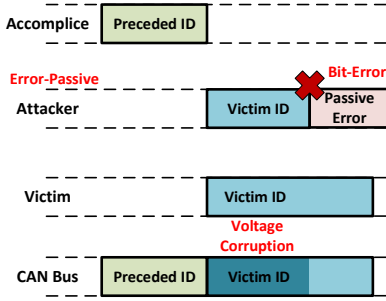 Accomplice
Preceded ID
Error-Passive
Bit-Error
Attacker
Victim ID
Passive
Error
Victim
Victim ID
Voltage
Corruption
CAN Bus
Preceded ID
Victim ID